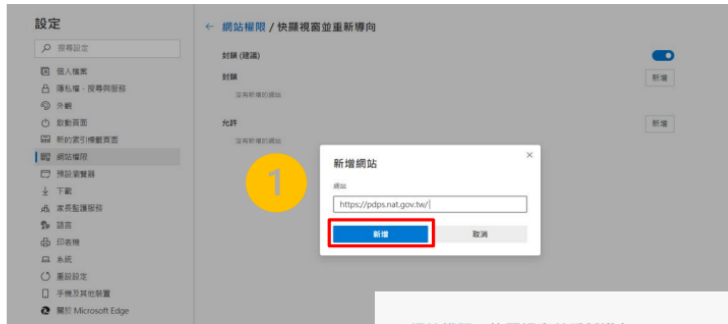 設定
搜尋設定
個人檔案
隱私權、搜尋與服務
外觀
啟動頁面
新的索引標籤頁面
網站權限
預設瀏覽器
下載
家長監護服務
語言
印表機
系統
重設設定
手機及其他裝置
關於 Microsoft Edge
← 網站權限 / 快顯視窗並重新導向
封鎖 (建議)
封鎖
新增
沒有新增的網站
允許
新增
沒有新增的網站
1
新增網站
網站
https://pdps.nat.gov.tw/
新增
取消